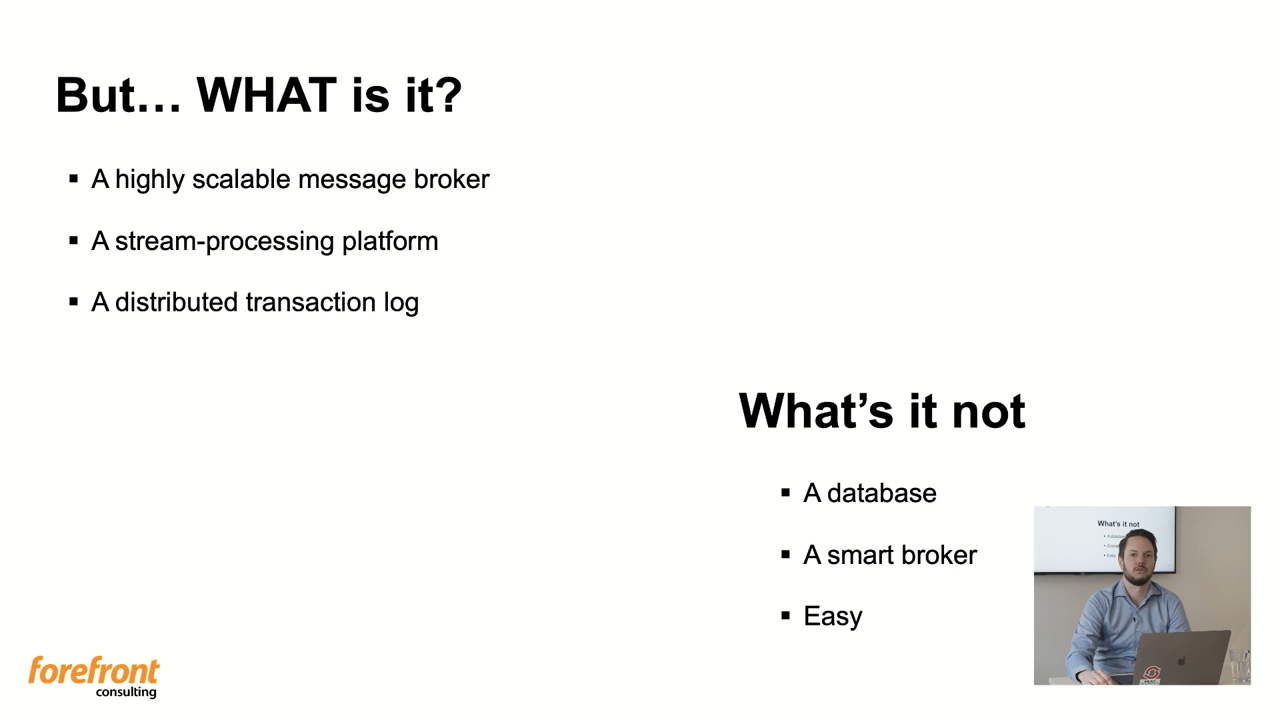 But… WHAT is it?
▪ A highly scalable message broker
▪ A stream-processing platform
▪ A distributed transaction log
What’s it not
▪ A database
▪ A smart broker
▪ Easy
What's it not
forefront
consulting